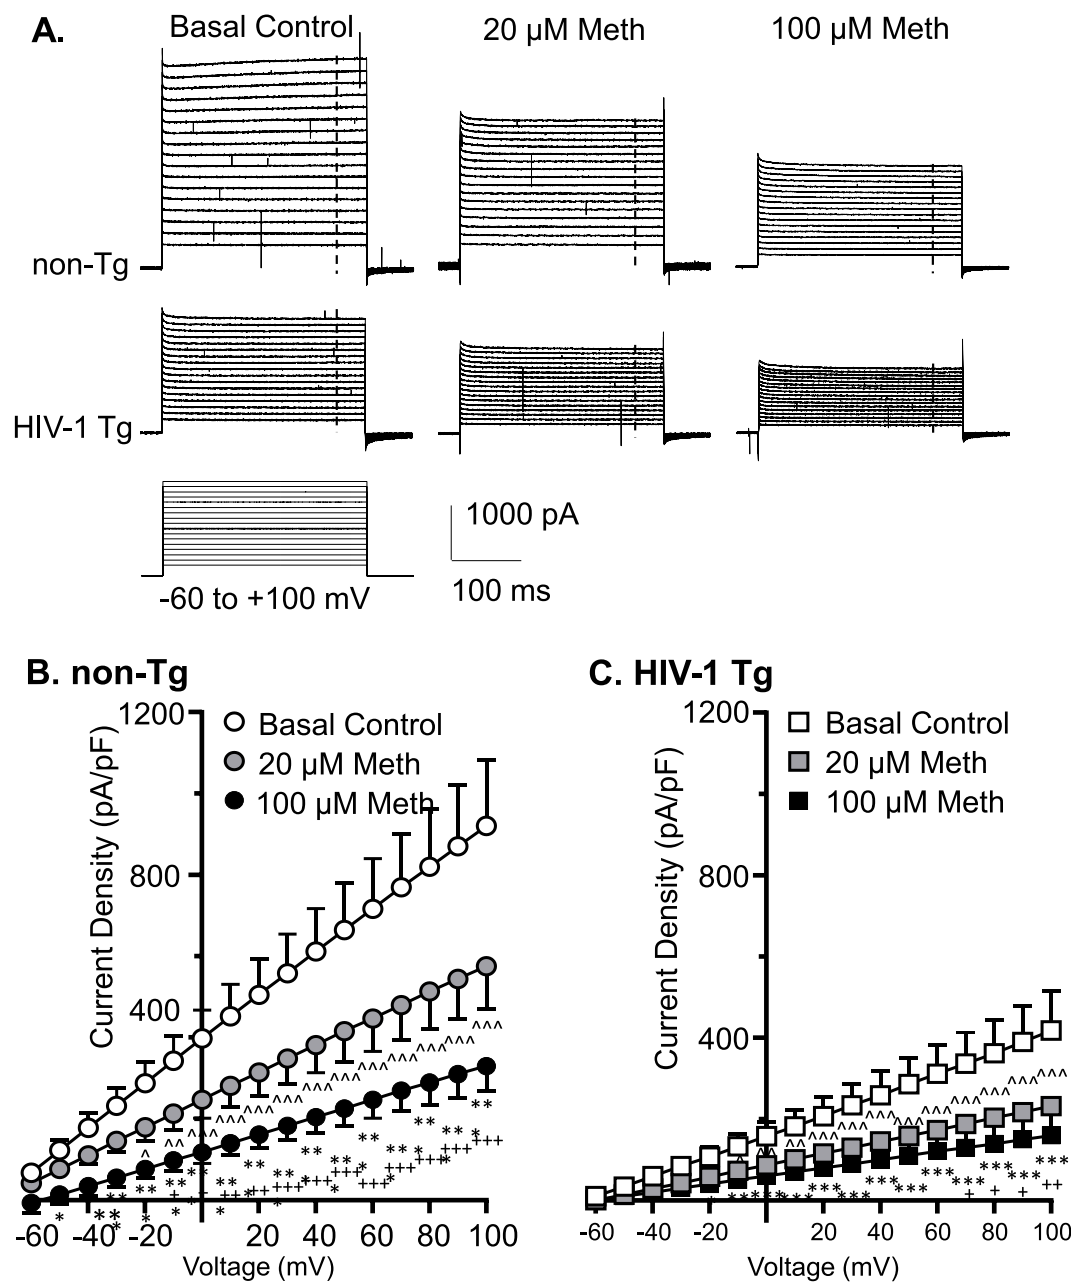 A. Basal Control 20 µM Meth 100 µM Meth
non-Tg
HIV-1 Tg
1000 pA
100 ms
-60 to +100 mV
B. non-Tg
1200
800
400
Current Density (pA/pF)
Basal Control
20 µM Meth
100 µM Meth
-60 -40 -20 20 40 60 80 100
Voltage (mV)
C. HIV-1 Tg
1200
800
400
Current Density (pA/pF)
Basal Control
20 µM Meth
100 µM Meth
-60 -40 -20 20 40 60 80 100
Voltage (mV)